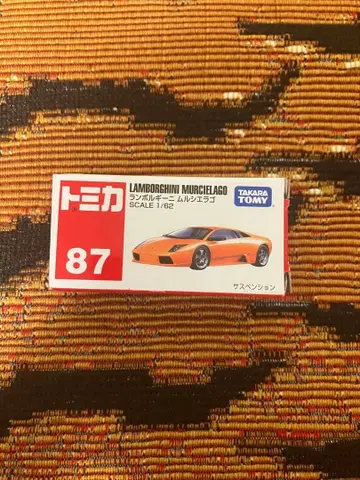 トミカ
87
LAMBORGHINI MURCIELAGO
ランボルギーニ ムルシエラゴ
SCALE 1/62
TAKARA
TOMY
サスペンション